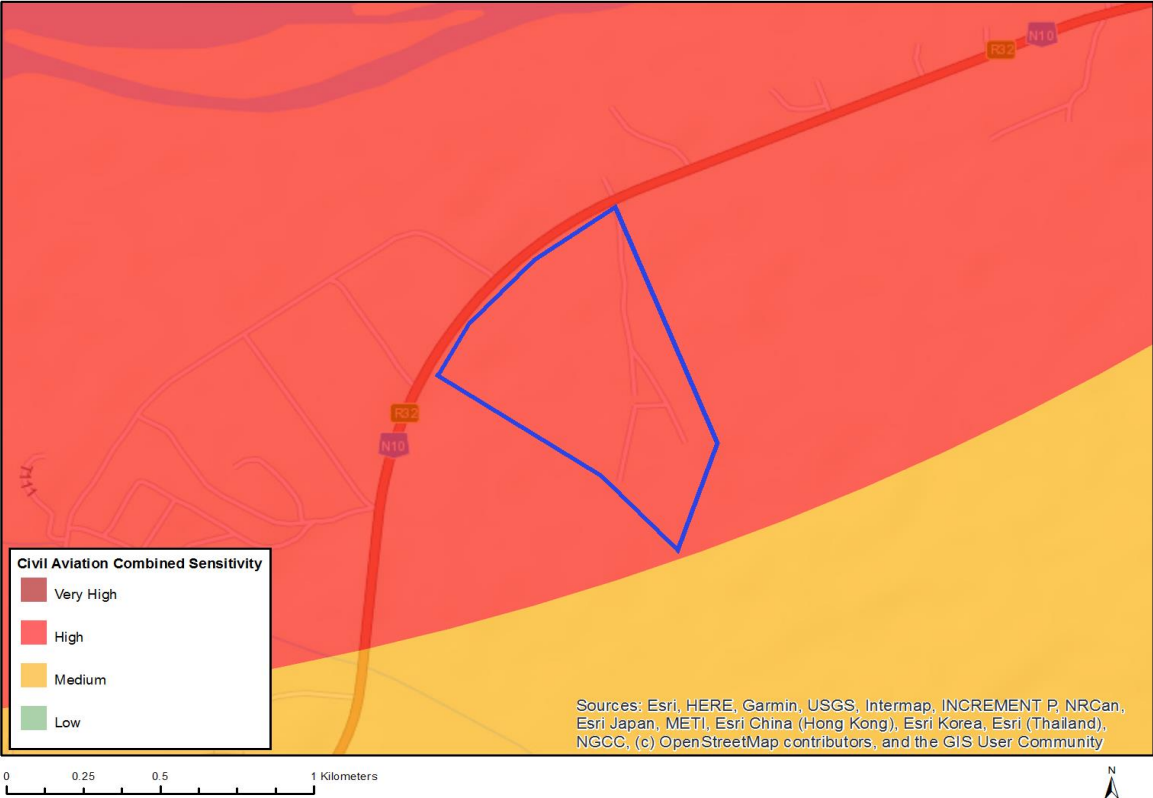 N10
R32
R32
N10
Civil Aviation Combined Sensitivity
Very High
High
Medium
Low
Sources: Esri, HERE, Garmin, USGS, Intermap, INCREMENT P, NRCan,
Esri Japan, METI, Esri China (Hong Kong), Esri Korea, Esri (Thailand),
NGCC, (c) OpenStreetMap contributors, and the GIS User Community
0 0.25 0.5 1 Kilometers
N